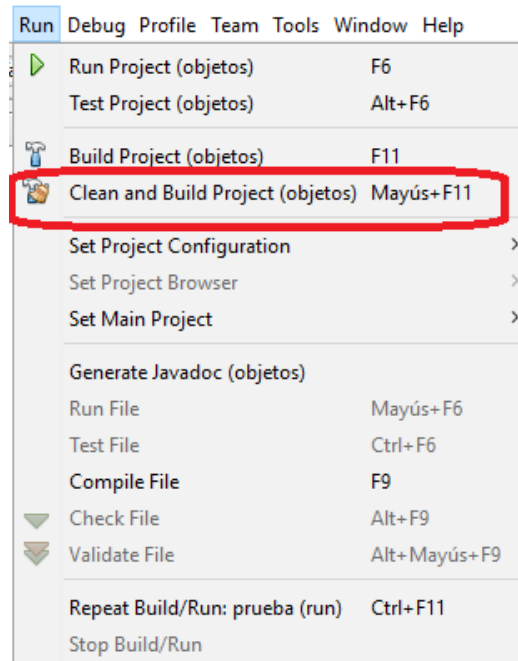 Run Debug Profile Team Tools Window Help
Run Project (objetos) F6
Test Project (objetos) Alt+F6
Build Project (objetos) F11
Clean and Build Project (objetos) Mayús+F11
Set Project Configuration
Set Project Browser
Set Main Project
Generate Javadoc (objetos)
Run File Mayús+F6
Test File Ctrl+F6
Compile File F9
Check File Alt+F9
Validate File Alt+Mayús+F9
Repeat Build/Run: prueba (run) Ctrl+F11
Stop Build/Run